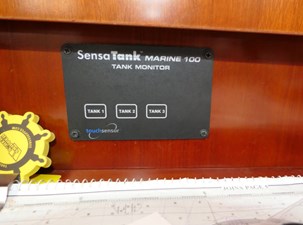 SensaTank MARINE 100
TANK MONITOR
TANK 1 TANK 2 TANK 3
touchsensor